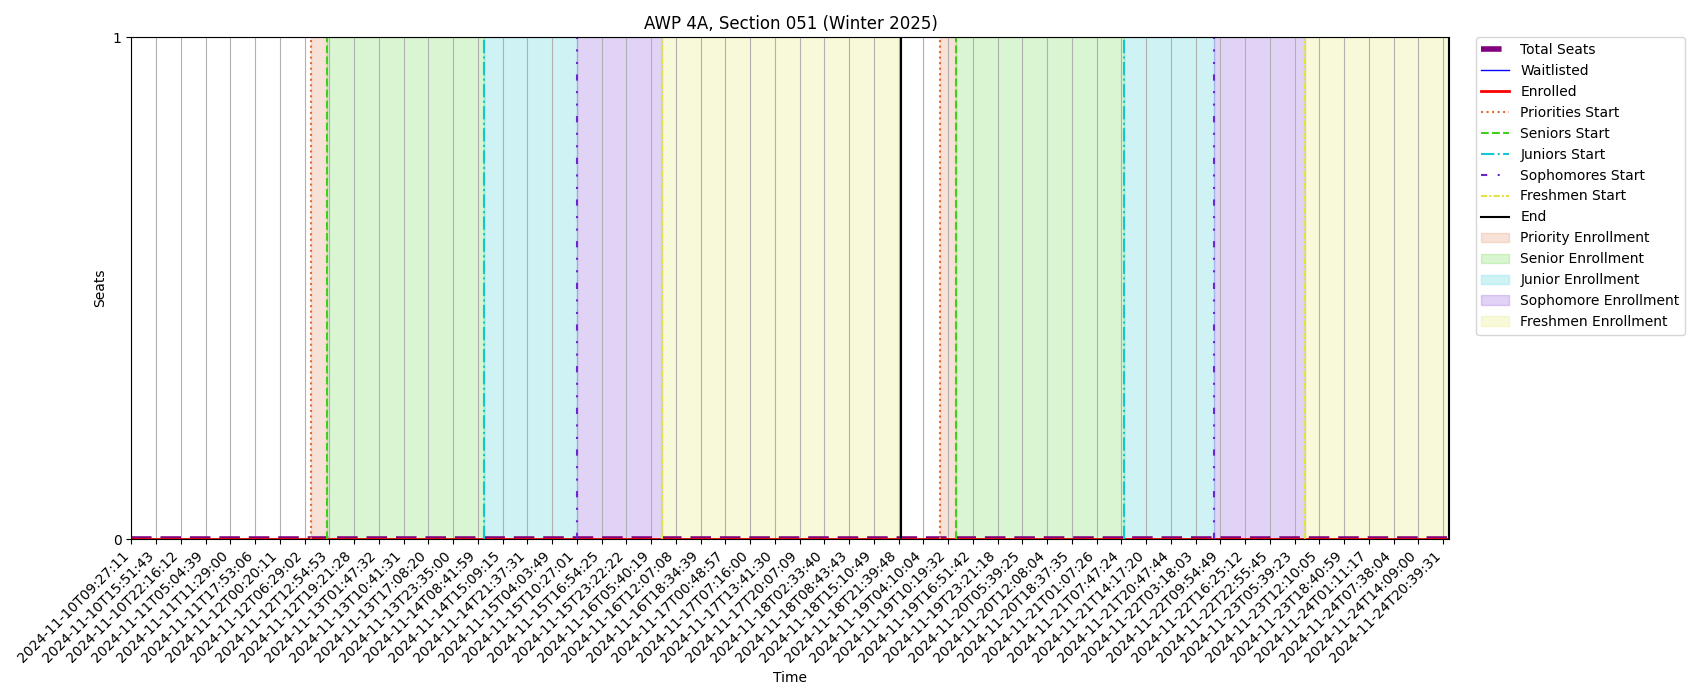 AWP 4A, Section 051 (Winter 2025)
1
0
Seats
2024-11-10T09:27:11
2024-11-10T15:51:43
2024-11-10T22:16:12
2024-11-11T05:04:39
2024-11-11T11:29:00
2024-11-11T17:53:06
2024-11-12T00:20:11
2024-11-12T06:29:02
2024-11-12T12:54:53
2024-11-12T19:21:28
2024-11-13T01:47:32
2024-11-13T10:41:31
2024-11-13T17:08:20
2024-11-13T23:35:00
2024-11-14T08:41:59
2024-11-14T15:09:15
2024-11-14T21:37:31
2024-11-15T04:03:49
2024-11-15T10:27:01
2024-11-15T16:54:25
2024-11-15T23:22:22
2024-11-16T05:40:19
2024-11-16T12:07:08
2024-11-16T18:34:39
2024-11-17T00:48:57
2024-11-17T07:16:00
2024-11-17T13:41:30
2024-11-17T20:07:09
2024-11-18T02:33:40
2024-11-18T08:43:43
2024-11-18T15:10:49
2024-11-18T21:39:48
2024-11-19T04:10:04
2024-11-19T10:19:32
2024-11-19T16:51:42
2024-11-19T23:21:18
2024-11-20T05:39:25
2024-11-20T12:08:04
2024-11-20T18:37:35
2024-11-21T01:07:26
2024-11-21T07:47:24
2024-11-21T14:17:20
2024-11-21T20:47:44
2024-11-22T03:18:03
2024-11-22T09:54:49
2024-11-22T16:25:12
2024-11-22T22:55:45
2024-11-23T05:39:23
2024-11-23T12:10:05
2024-11-23T18:40:59
2024-11-24T01:11:17
2024-11-24T07:38:04
2024-11-24T14:09:00
2024-11-24T20:39:31
Time
Total Seats
Waitlisted
Enrolled
Priorities Start
Seniors Start
Juniors Start
Sophomores Start
Freshmen Start
End
Priority Enrollment
Senior Enrollment
Junior Enrollment
Sophomore Enrollment
Freshmen Enrollment